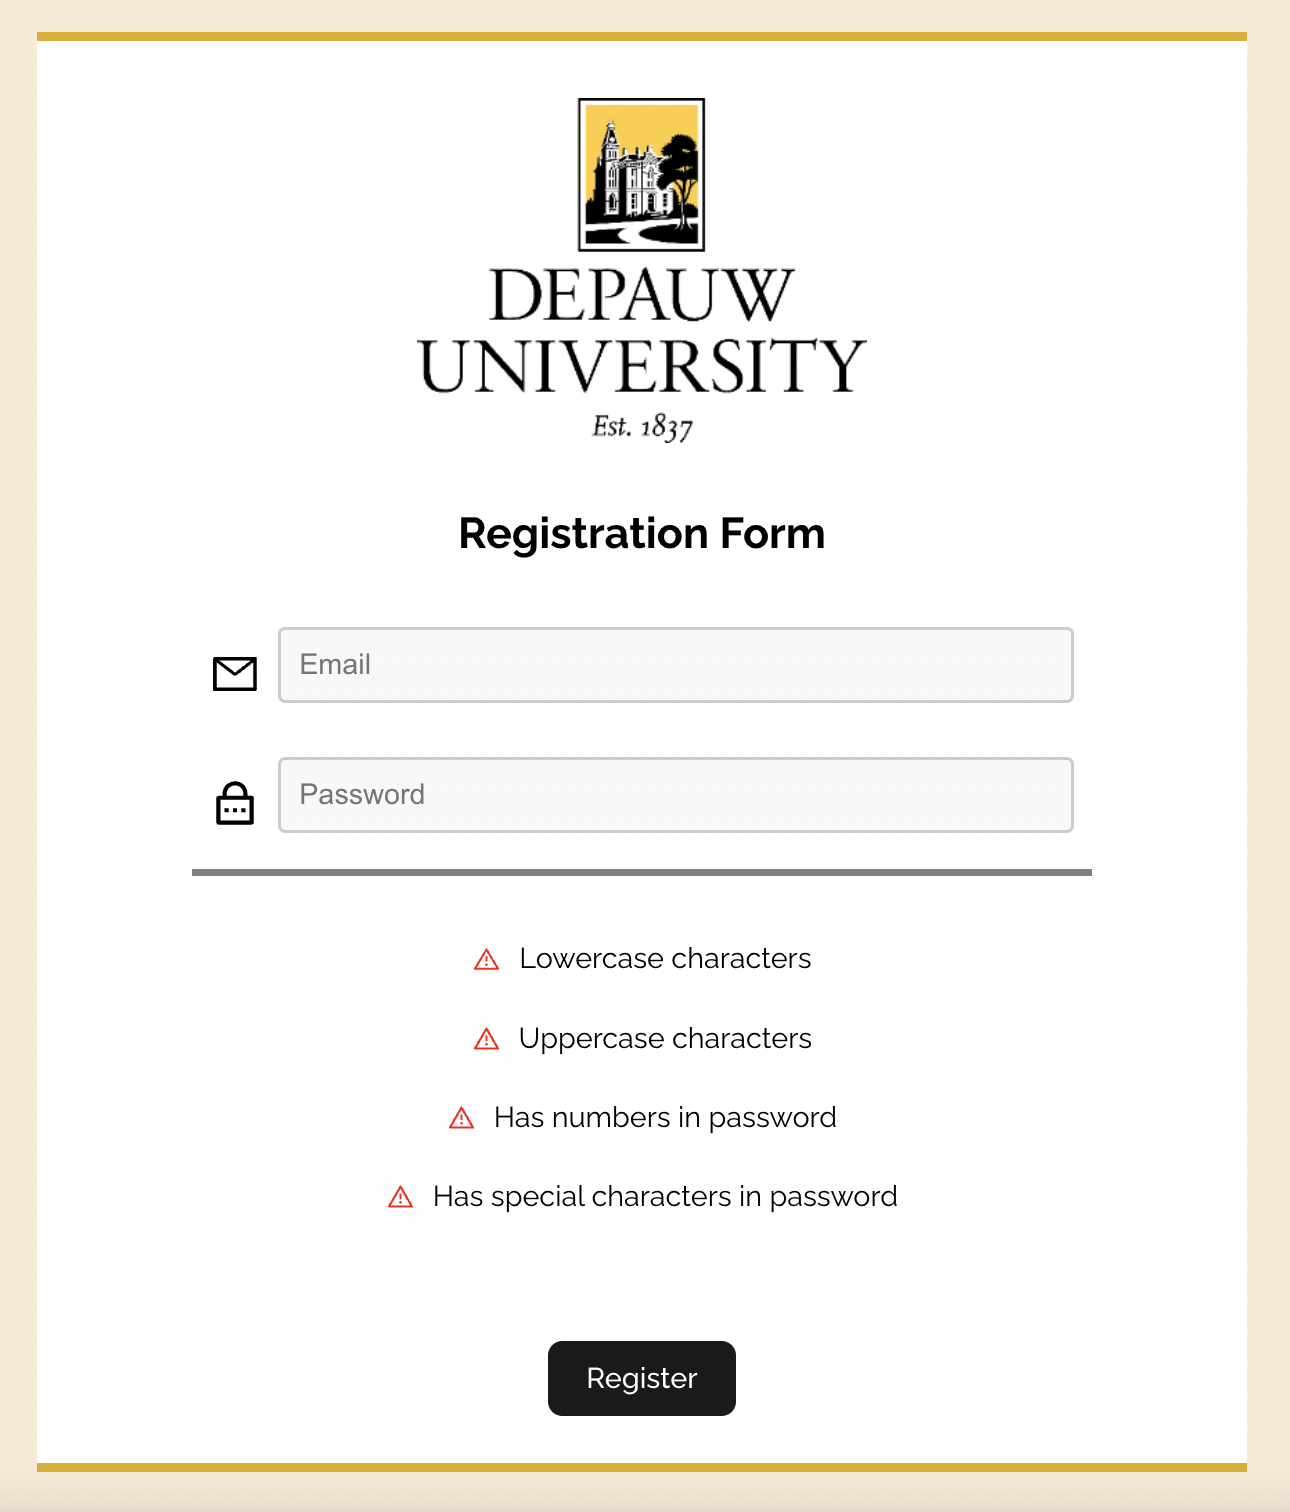 DEPAUW
UNIVERSITY
Est. 1837
Registration Form
Email
Password
Lowercase characters
Uppercase characters
Has numbers in password
Has special characters in password
Register